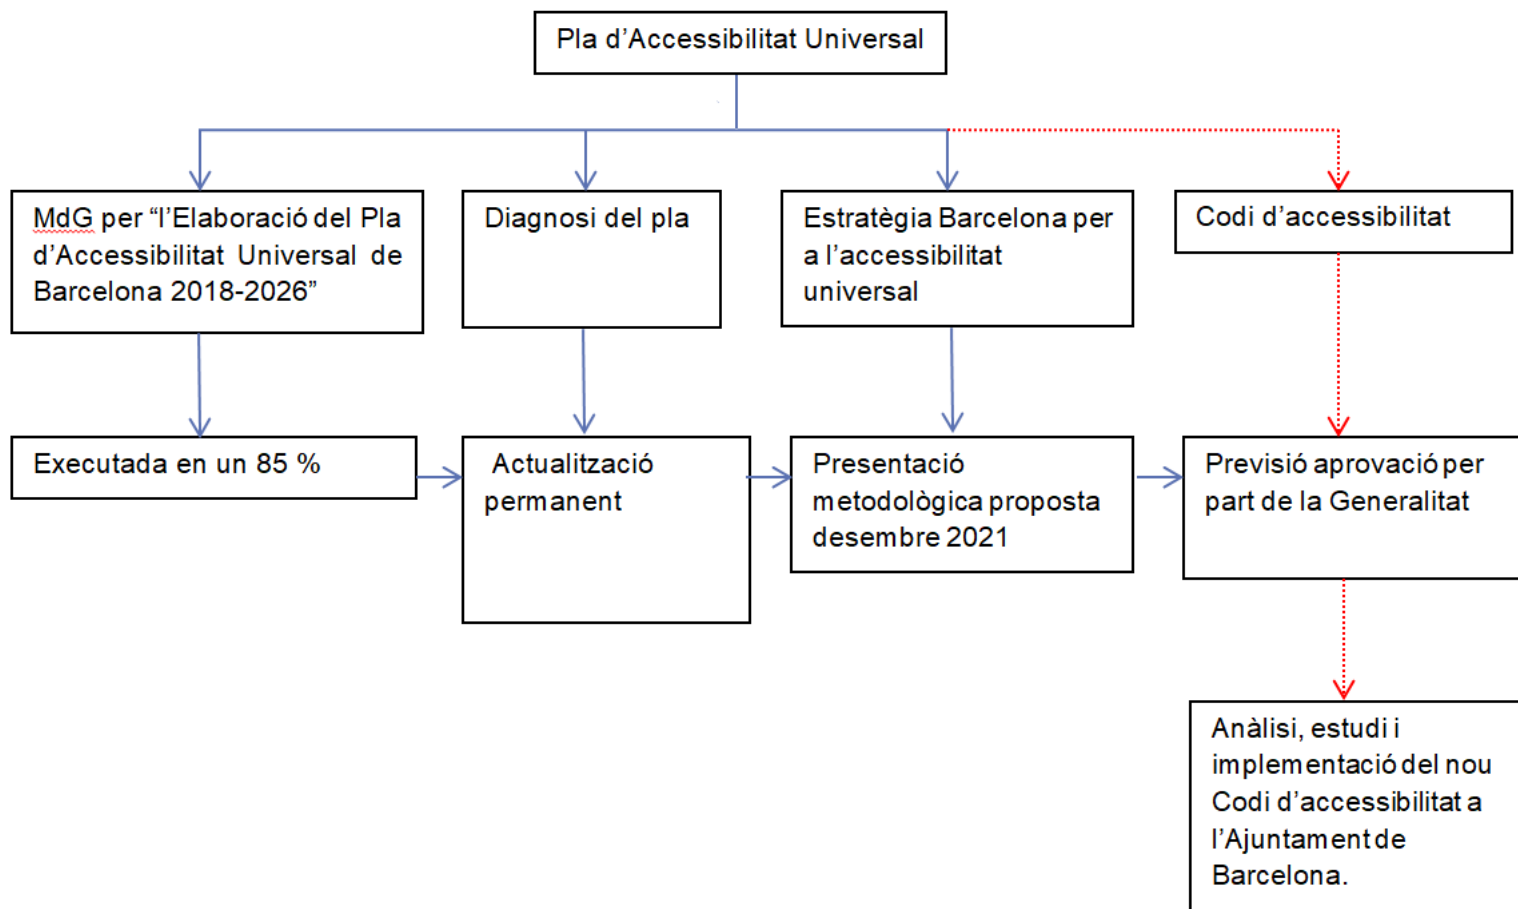 Pla d’Accessibilitat Universal
MdG per “l’Elaboració del Pla
d’Accessibilitat Universal de
Barcelona 2018-2026”
Diagnosi del pla
Estratègia Barcelona per
a l’accessibilitat
universal
Codi d’accessibilitat
Executada en un 85 %
Actualització
permanent
Presentació
metodològica proposta
desembre 2021
Previsió aprovació per
part de la Generalitat
Anàlisi, estudi i
implementació del nou
Codi d’accessibilitat a
l’Ajuntament de
Barcelona.